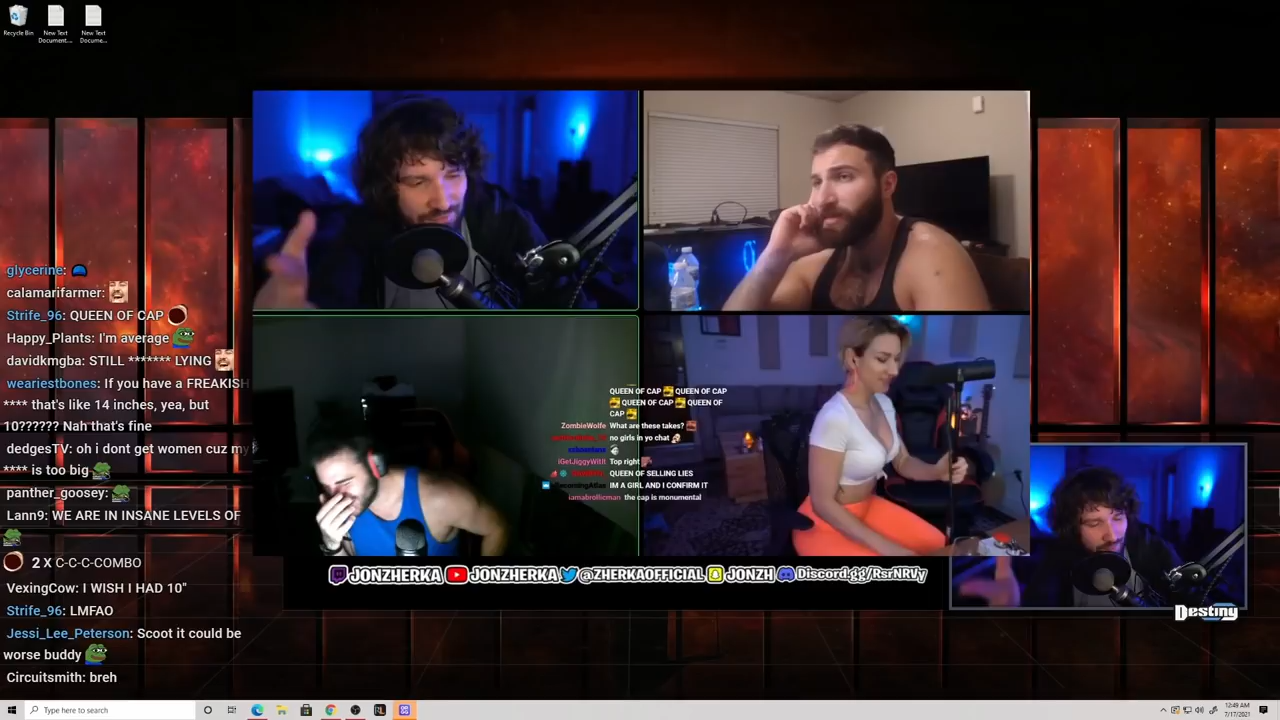 Recycle Bin
New Text
Document...
New Text
Docume...
glycerine:
calamarifarmer:
Strife_96: QUEEN OF CAP
Happy_Plants: I'm average
davidkmgba: STILL ******* LYING
weariestbones: If you have a FREAKISH
**** that's like 14 inches, yea, but
10?????? Nah that's fine
dedgesTV: oh i dont get women cuz my
**** is too big
panther_goosey:
Lann9: WE ARE IN INSANE LEVELS OF
2 X C-C-C-COMBO
VexingCow: I WISH I HAD 10"
Strife_96: LMFAO
Jessi_Lee_Peterson: Scoot it could be
worse buddy
Circuitsmith: breh
QUEEN OF CAP QUEEN OF CAP
QUEEN OF CAP QUEEN OF
CAP
ZombieWolfe What are these takes?
no girls in yo chat
iGetJiggyWitIt Top right
QUEEN OF SELLING LIES
IM A GIRL AND I CONFIRM IT
iamabrollicman the cap is monumental
JONZHERKA JONZHERKA @ZHERKAOFFICIAL JONZH Discord.gg/RsrNRVy
Destiny
Type here to search
12:49 AM
7/17/2021